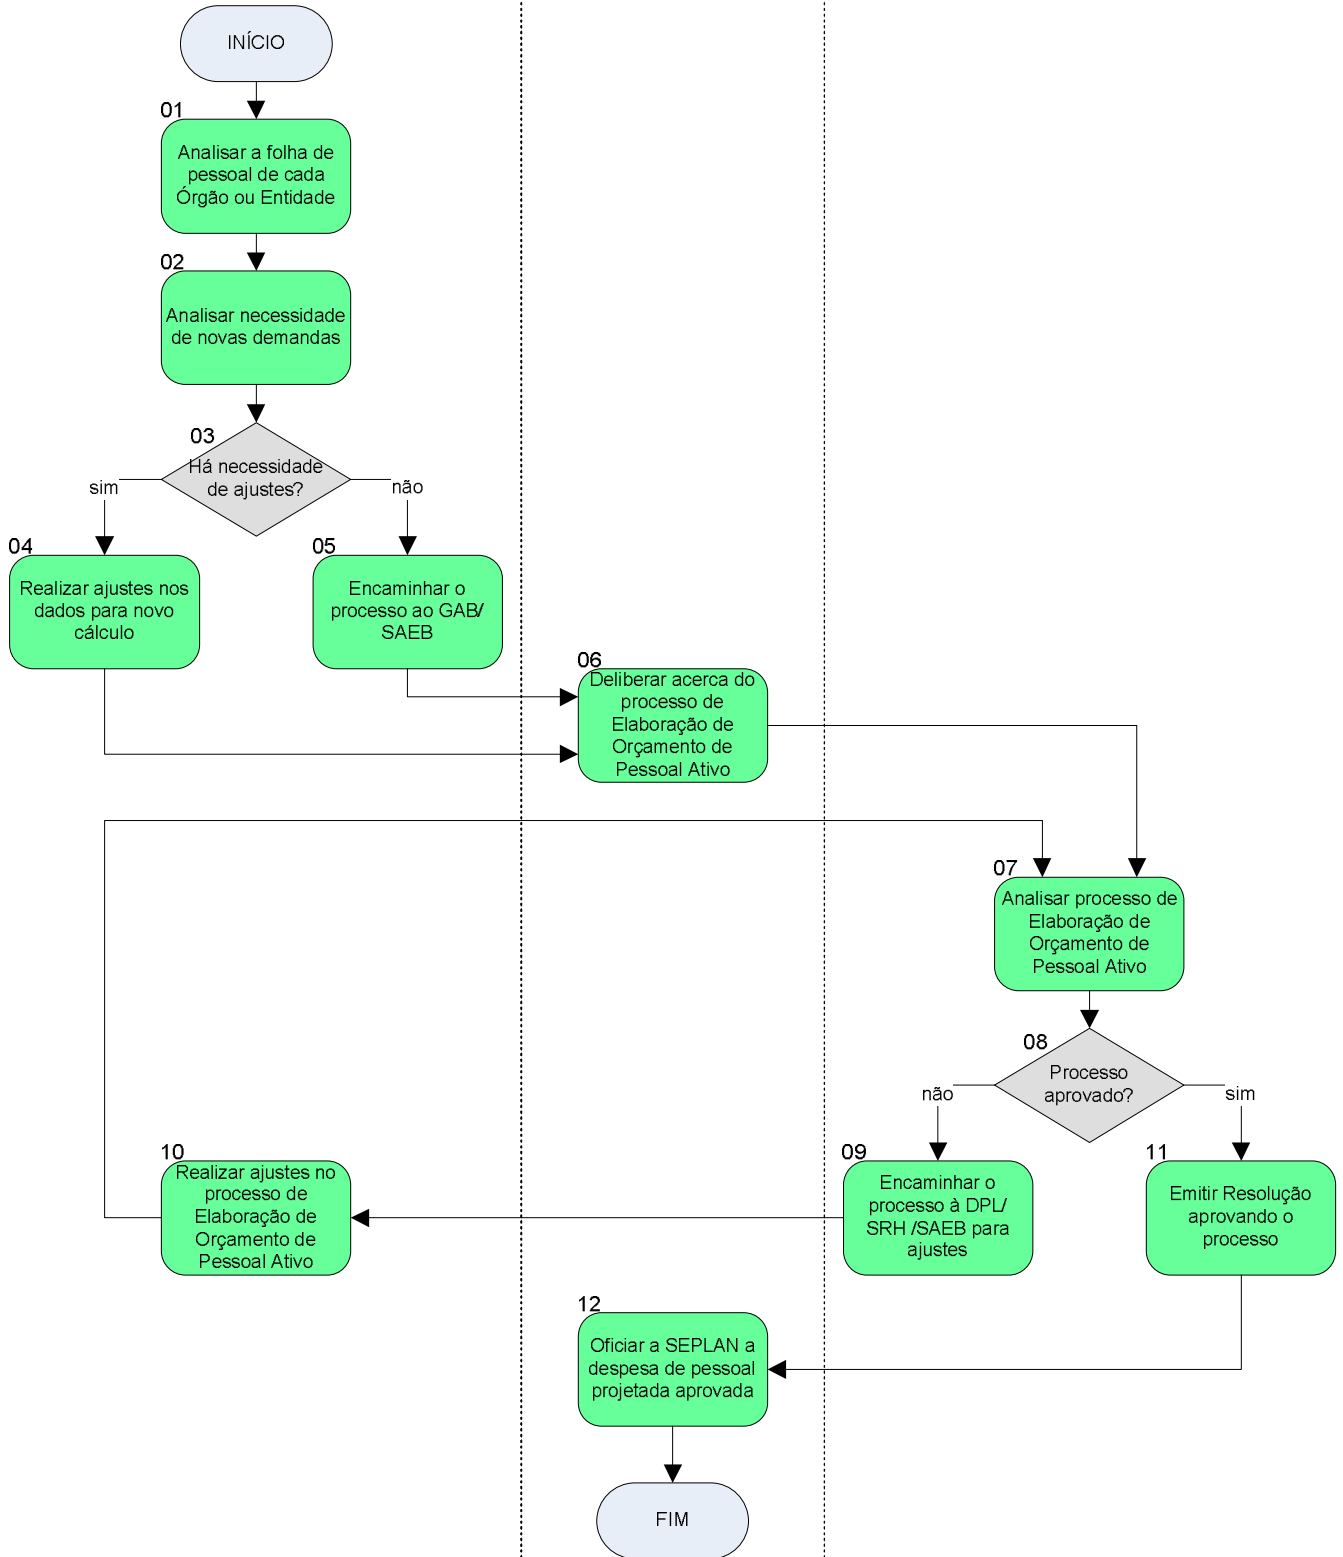 INÍCIO
01
Analisar a folha de
pessoal de cada
Órgão ou Entidade
02
Analisar necessidade
de novas demandas
03
Há necessidade
de ajustes?
sim
não
04
Realizar ajustes nos
dados para novo
cálculo
05
Encaminhar o
processo ao GAB/
SAEB
06
Deliberar acerca do
processo de
Elaboração de
Orçamento de
Pessoal Ativo
07
Analisar processo de
Elaboração de
Orçamento de
Pessoal Ativo
08
Processo
aprovado?
não
sim
09
Encaminhar o
processo à DPL/
SRH /SAEB para
ajustes
10
Realizar ajustes no
processo de
Elaboração de
Orçamento de
Pessoal Ativo
11
Emitir Resolução
aprovando o
processo
12
Oficiar a SEPLAN a
despesa de pessoal
projetada aprovada
FIM